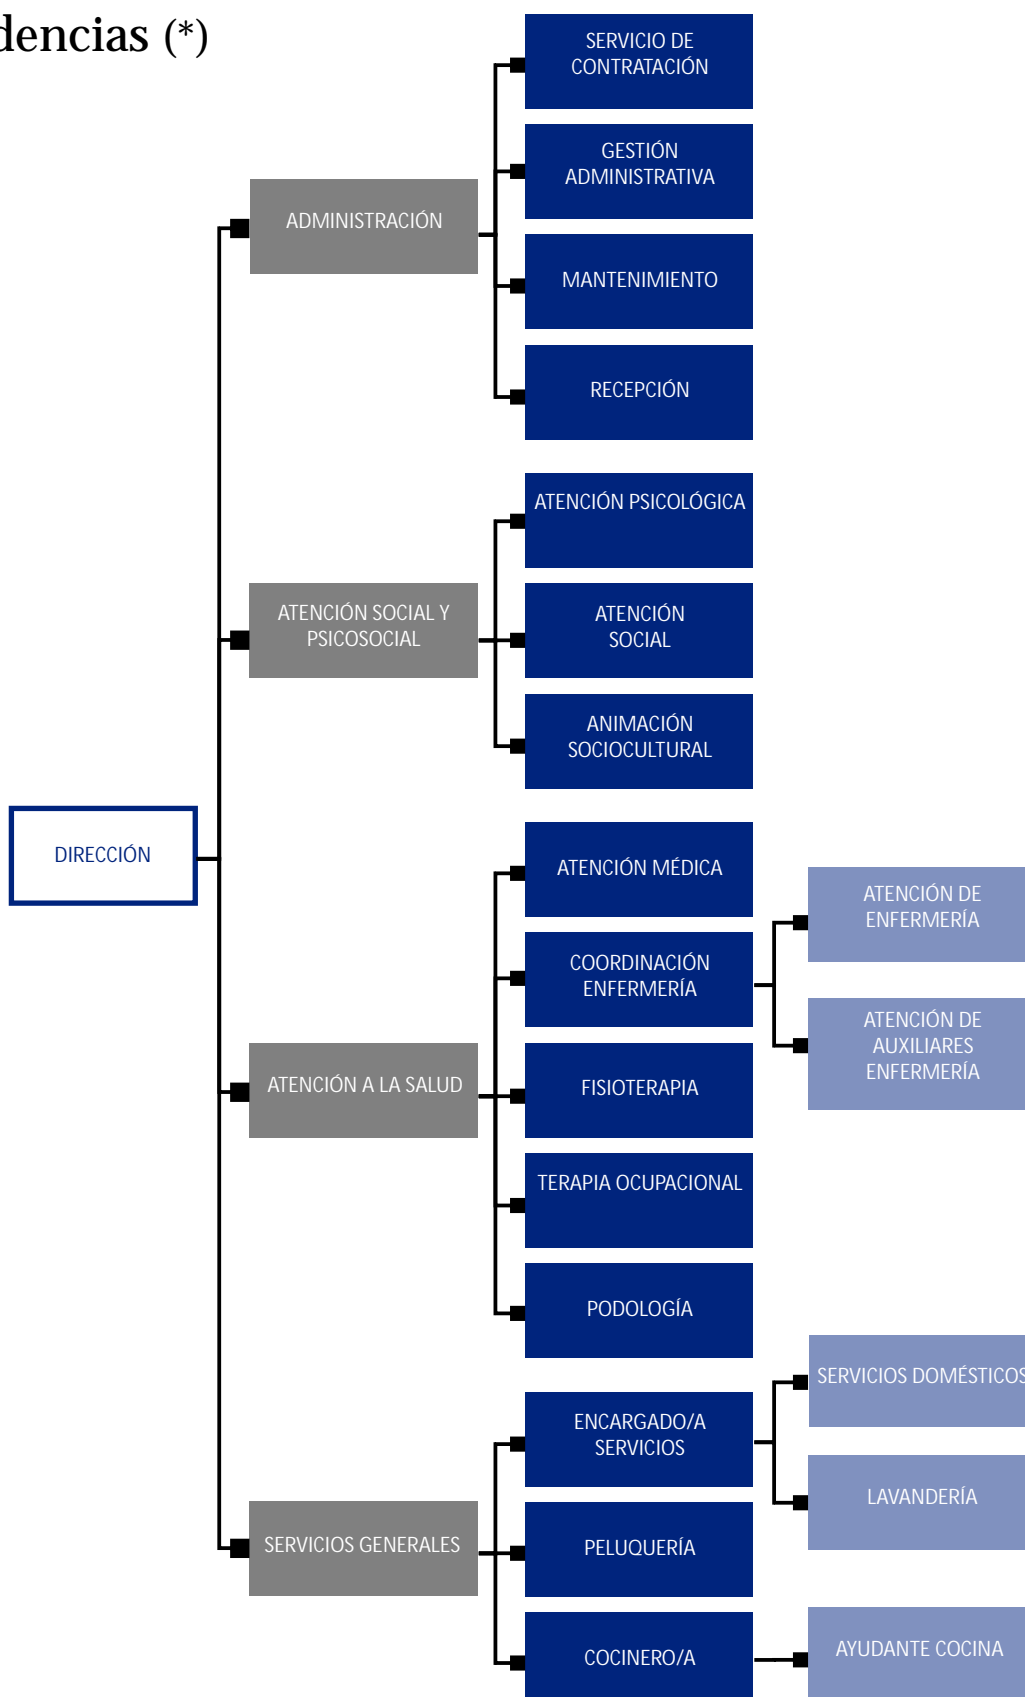 dencias (*)
SERVICIO DE
CONTRATACIÓN
GESTIÓN
ADMINISTRATIVA
ADMINISTRACIÓN
MANTENIMIENTO
RECEPCIÓN
ATENCIÓN PSICOLÓGICA
ATENCIÓN SOCIAL Y
PSICOSOCIAL
ATENCIÓN
SOCIAL
ANIMACIÓN
SOCIOCULTURAL
DIRECCIÓN
ATENCIÓN MÉDICA
ATENCIÓN DE
ENFERMERÍA
COORDINACIÓN
ENFERMERÍA
ATENCIÓN DE
AUXILIARES
ENFERMERÍA
ATENCIÓN A LA SALUD
FISIOTERAPIA
TERAPIA OCUPACIONAL
PODOLOGÍA
SERVICIOS DOMÉSTICOS
ENCARGADO/A
SERVICIOS
LAVANDERÍA
SERVICIOS GENERALES
PELUQUERÍA
COCINERO/A
AYUDANTE COCINA